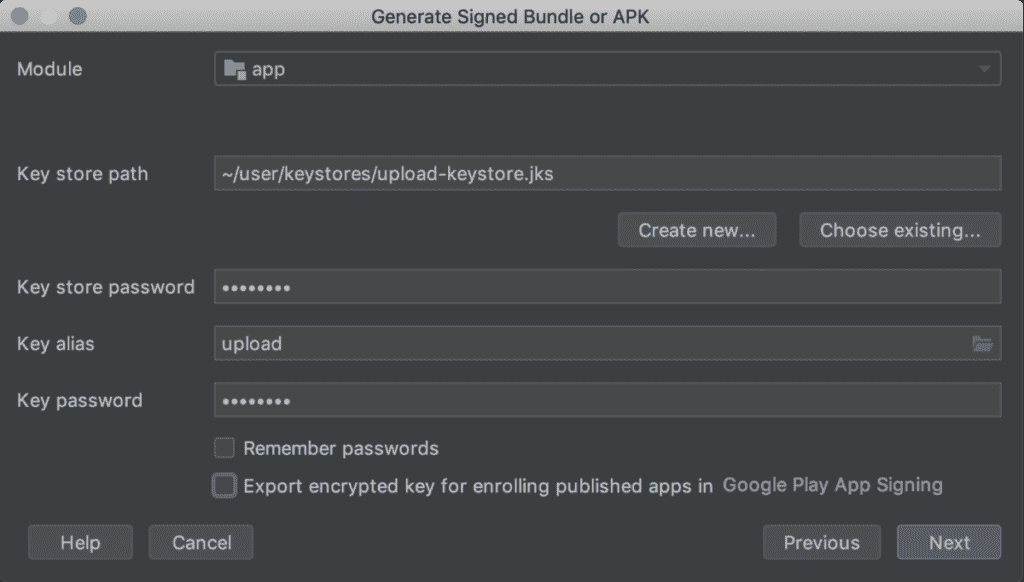 Generate Signed Bundle or APK
Module app
Key store path ~/user/keystores/upload-keystore.jks
Create new... Choose existing...
Key store password ••••••••
Key alias upload
Key password ••••••••
Remember passwords
Export encrypted key for enrolling published apps in Google Play App Signing
Help Cancel Previous Next